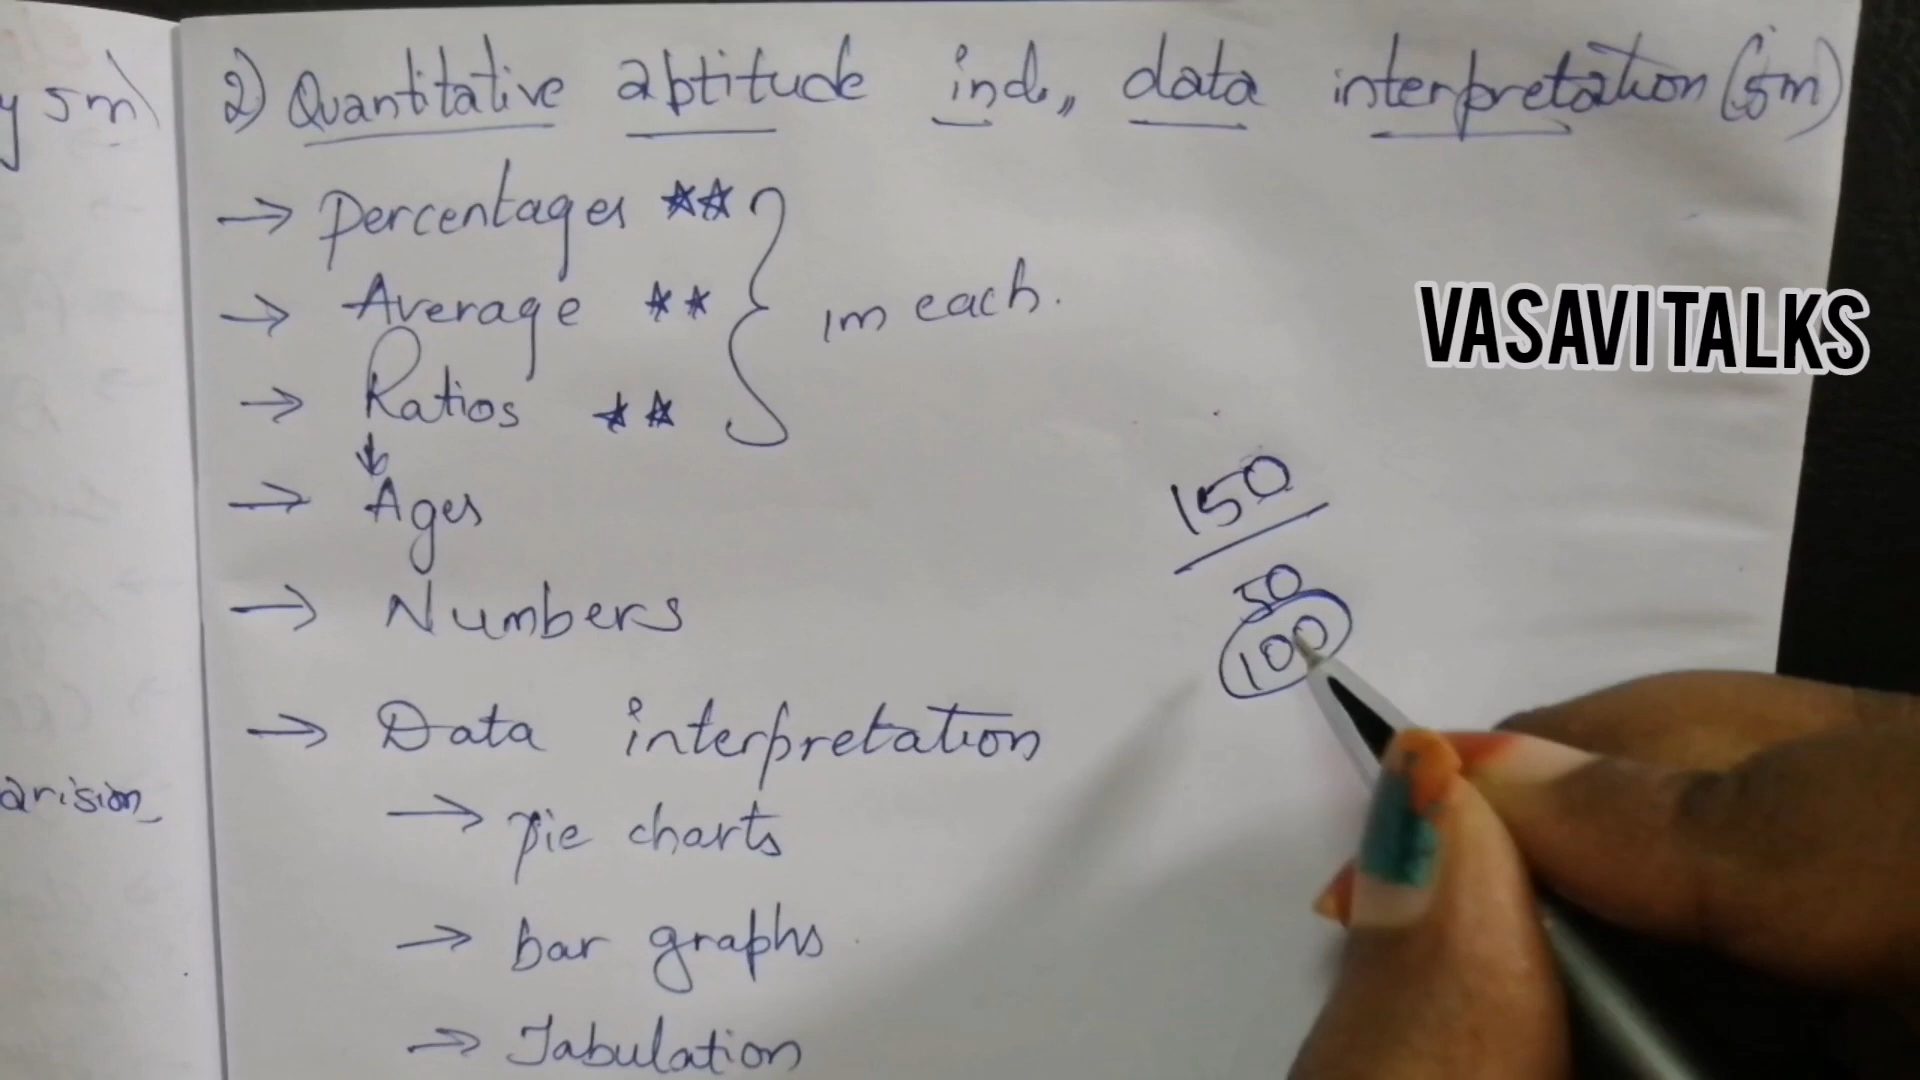 y 5m)
2) Quantitative aptitude incl,, data interpretation (5m)
→ Percentages ★★
→ Average ★★
1m each.
→ Ratios ★★
↓
→ Ages
→ Numbers
→ Data interpretation
→ pie charts
→ bar graphs
→ Tabulation
arision
VASAVI TALKS
150
50
100